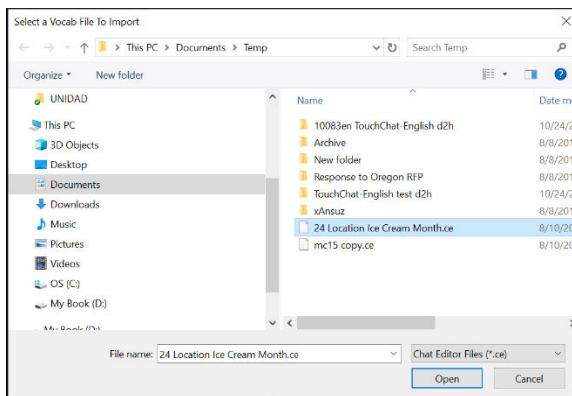 Select a Vocab File To Import
This PC > Documents > Temp
Search Temp
Organize
New folder
UNIDAD
This PC
3D Objects
Desktop
Documents
Downloads
Music
Pictures
Videos
OS (C:)
My Book (D:)
My Book (D:)
Name
Date mo
10083en TouchChat-English d2h
10/24/2
Archive
8/8/201
New folder
8/8/201
Response to Oregon RFP
8/8/201
TouchChat-English test d2h
10/24/2
xAnsuz
8/8/201
24 Location Ice Cream Month.ce
8/10/20
mc15 copy.ce
8/10/20
File name:
24 Location Ice Cream Month.ce
Chat Editor Files (*.ce)
Open
Cancel